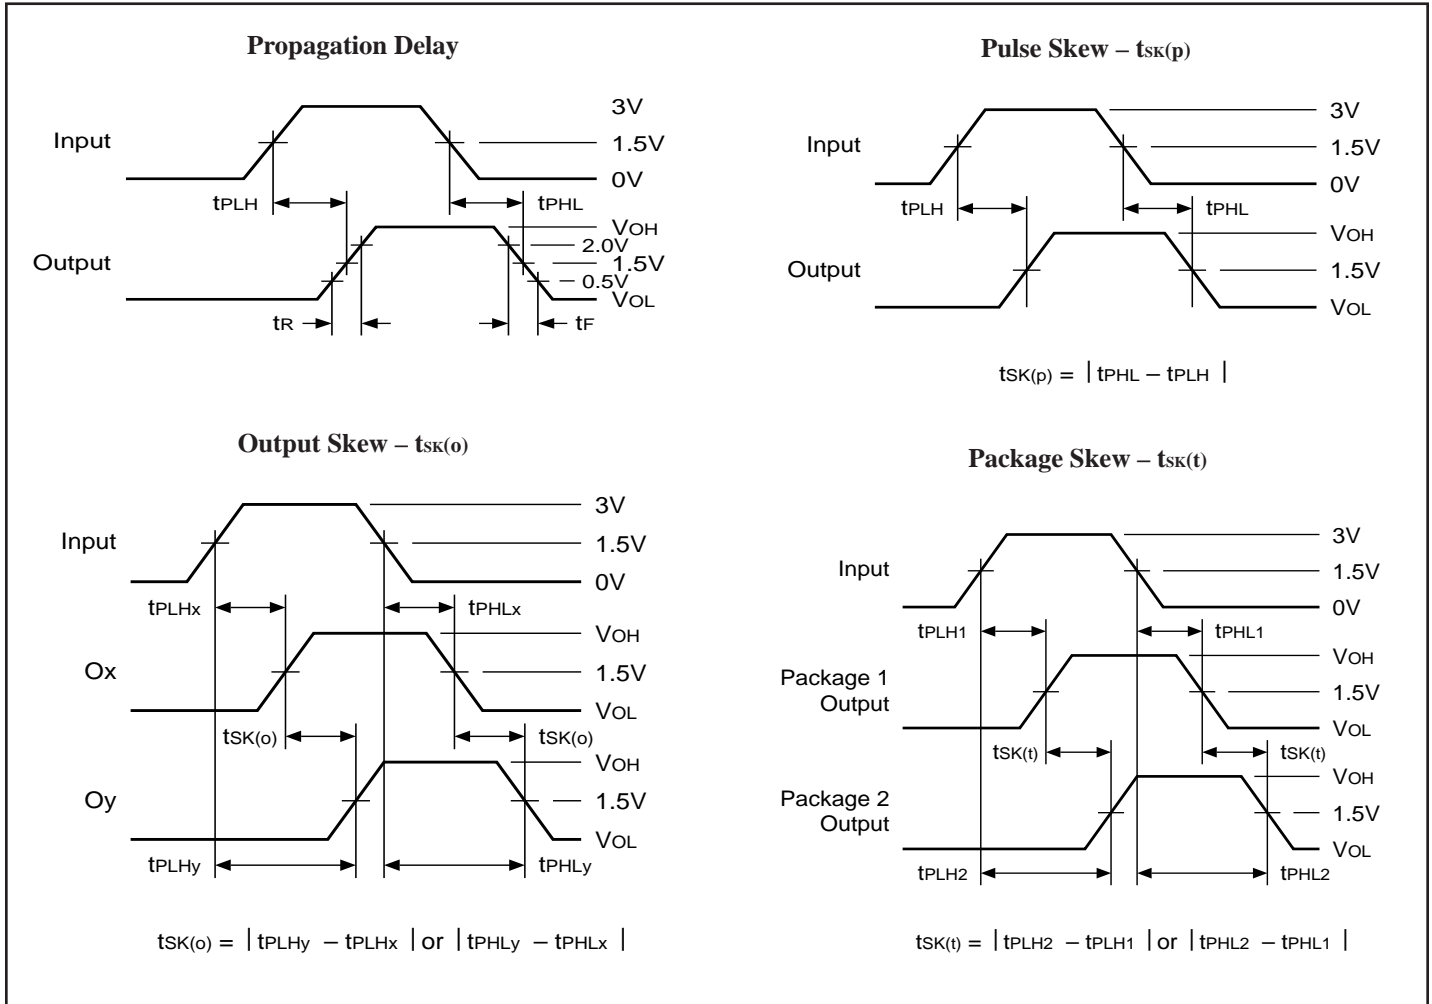 Propagation Delay
Input
3V
1.5V
0V
tPLH
tPHL
Output
VOH
2.0V
1.5V
0.5V
VOL
tR
tF
Pulse Skew – tSK(p)
Input
3V
1.5V
0V
tPLH
tPHL
Output
VOH
1.5V
VOL
tSK(p) = | tPHL – tPLH |
Output Skew – tSK(o)
Input
3V
1.5V
0V
tPLHx
tPHLx
Ox
VOH
1.5V
VOL
tSK(o)
tSK(o)
Oy
VOH
1.5V
VOL
tPLHy
tPHLy
tSK(o) = | tPLHy – tPLHx | or | tPHLy – tPHLx |
Package Skew – tSK(t)
Input
3V
1.5V
0V
tPLH1
tPHL1
Package 1
Output
VOH
1.5V
VOL
tSK(t)
tSK(t)
Package 2
Output
VOH
1.5V
VOL
tPLH2
tPHL2
tSK(t) = | tPLH2 – tPLH1 | or | tPHL2 – tPHL1 |